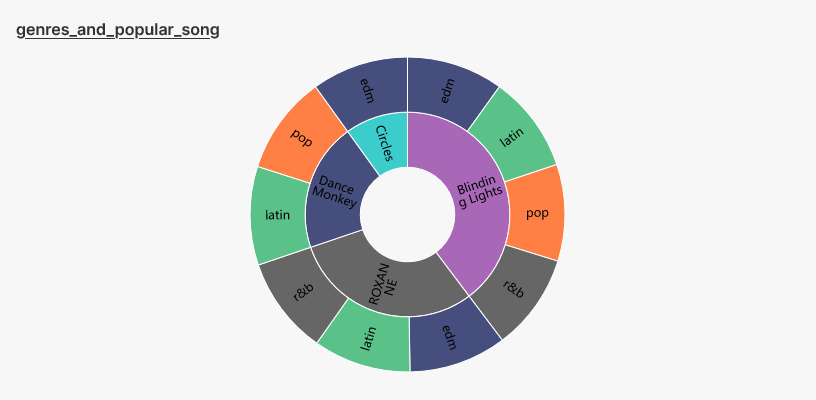 genres_and_popular_song
edm
edm
pop
Circles
latin
Dance
Monkey
Blindin
g Lights
latin
pop
ROXAN
NE
r&b
r&b
latin
edm